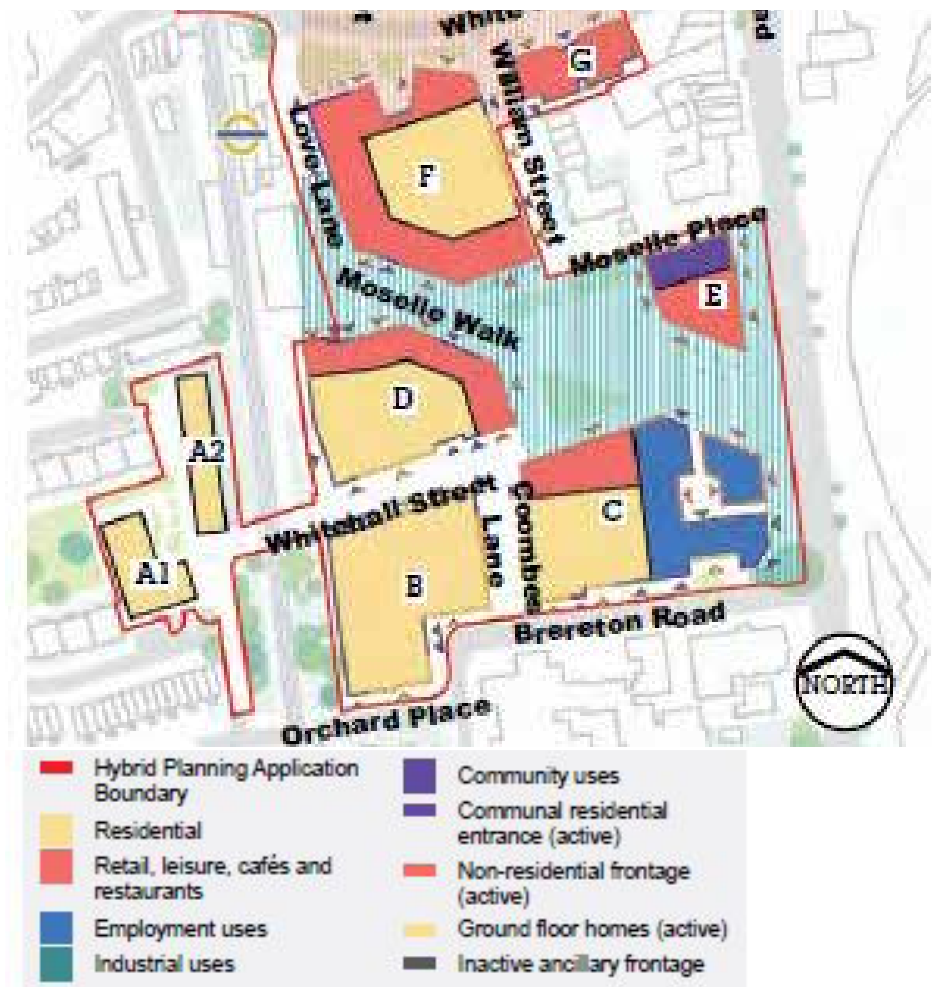 White
G
William Street
Love Lane
F
Moselle Place
E
Moselle Walk
D
A2
Whitehall Street
C
Coombes
Lane
A1
B
Brereton Road
NORTH
Orchard Place
Hybrid Planning Application
Boundary
Residential
Retail, leisure, cafés and
restaurants
Employment uses
Industrial uses
Community uses
Communal residential
entrance (active)
Non-residential frontage
(active)
Ground floor homes (active)
Inactive ancillary frontage